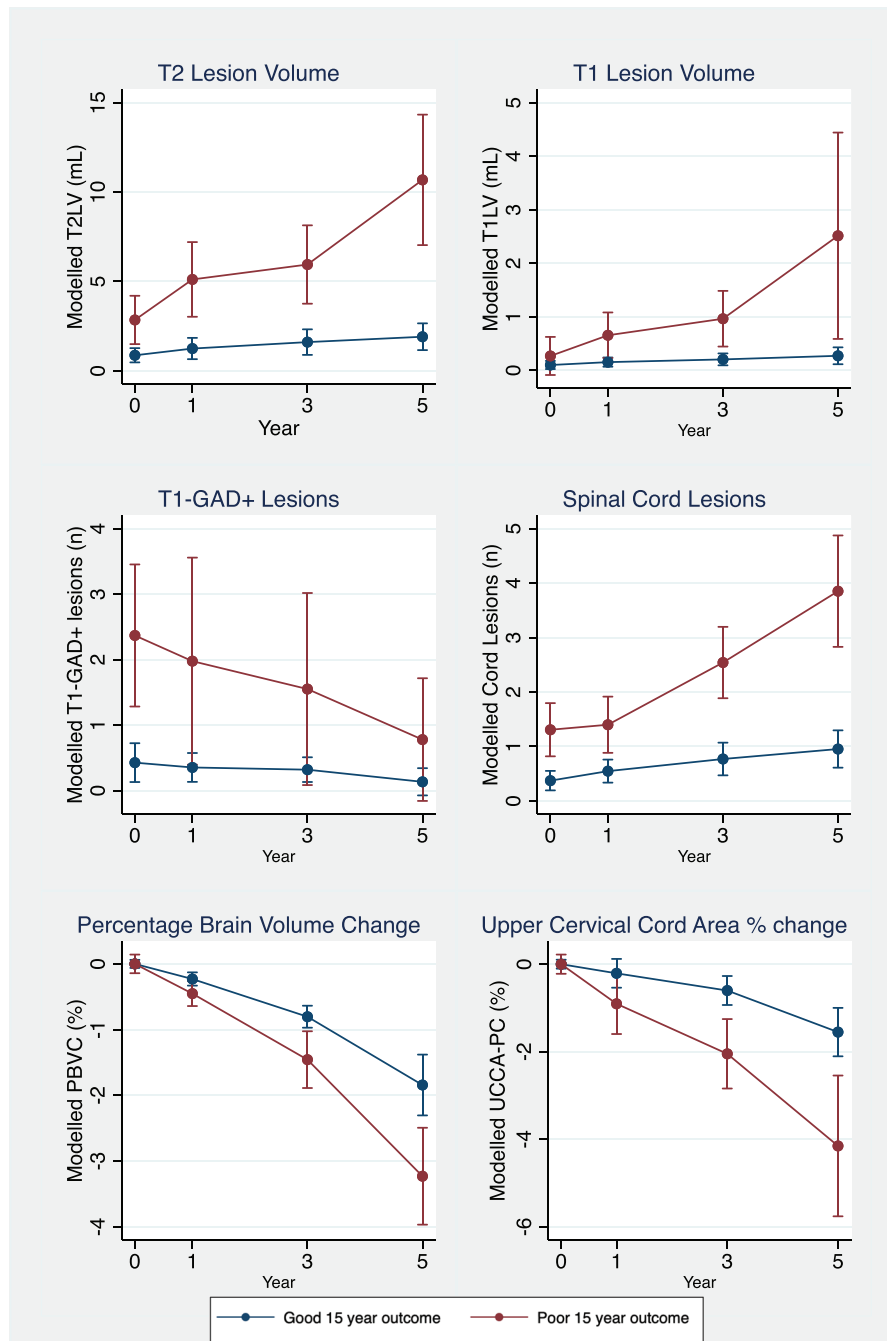 T2 Lesion Volume
Modelled T2LV (mL)
15
10
5
0
0 1 3 5
Year
T1 Lesion Volume
Modelled T1LV (mL)
5
4
3
2
1
0
0 1 3 5
Year
T1-GAD+ Lesions
Modelled T1-GAD+ lesions (n)
4
3
2
1
0
0 1 3 5
Year
Spinal Cord Lesions
Modelled Cord Lesions (n)
5
4
3
2
1
0
0 1 3 5
Year
Percentage Brain Volume Change
Modelled PBVC (%)
0
-1
-2
-3
-4
0 1 3 5
Year
Upper Cervical Cord Area % change
Modelled UCCA-PC (%)
0
-2
-4
-6
0 1 3 5
Year
Good 15 year outcome Poor 15 year outcome